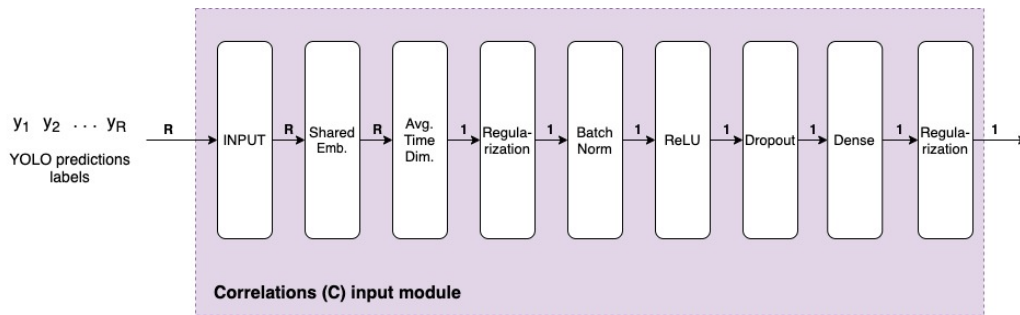 y1 y2 ... yR
YOLO predictions
labels
R
INPUT
R
Shared
Emb.
R
Avg.
Time
Dim.
1
Regula-
rization
1
Batch
Norm
1
ReLU
1
Dropout
1
Dense
1
Regula-
rization
1
Correlations (C) input module